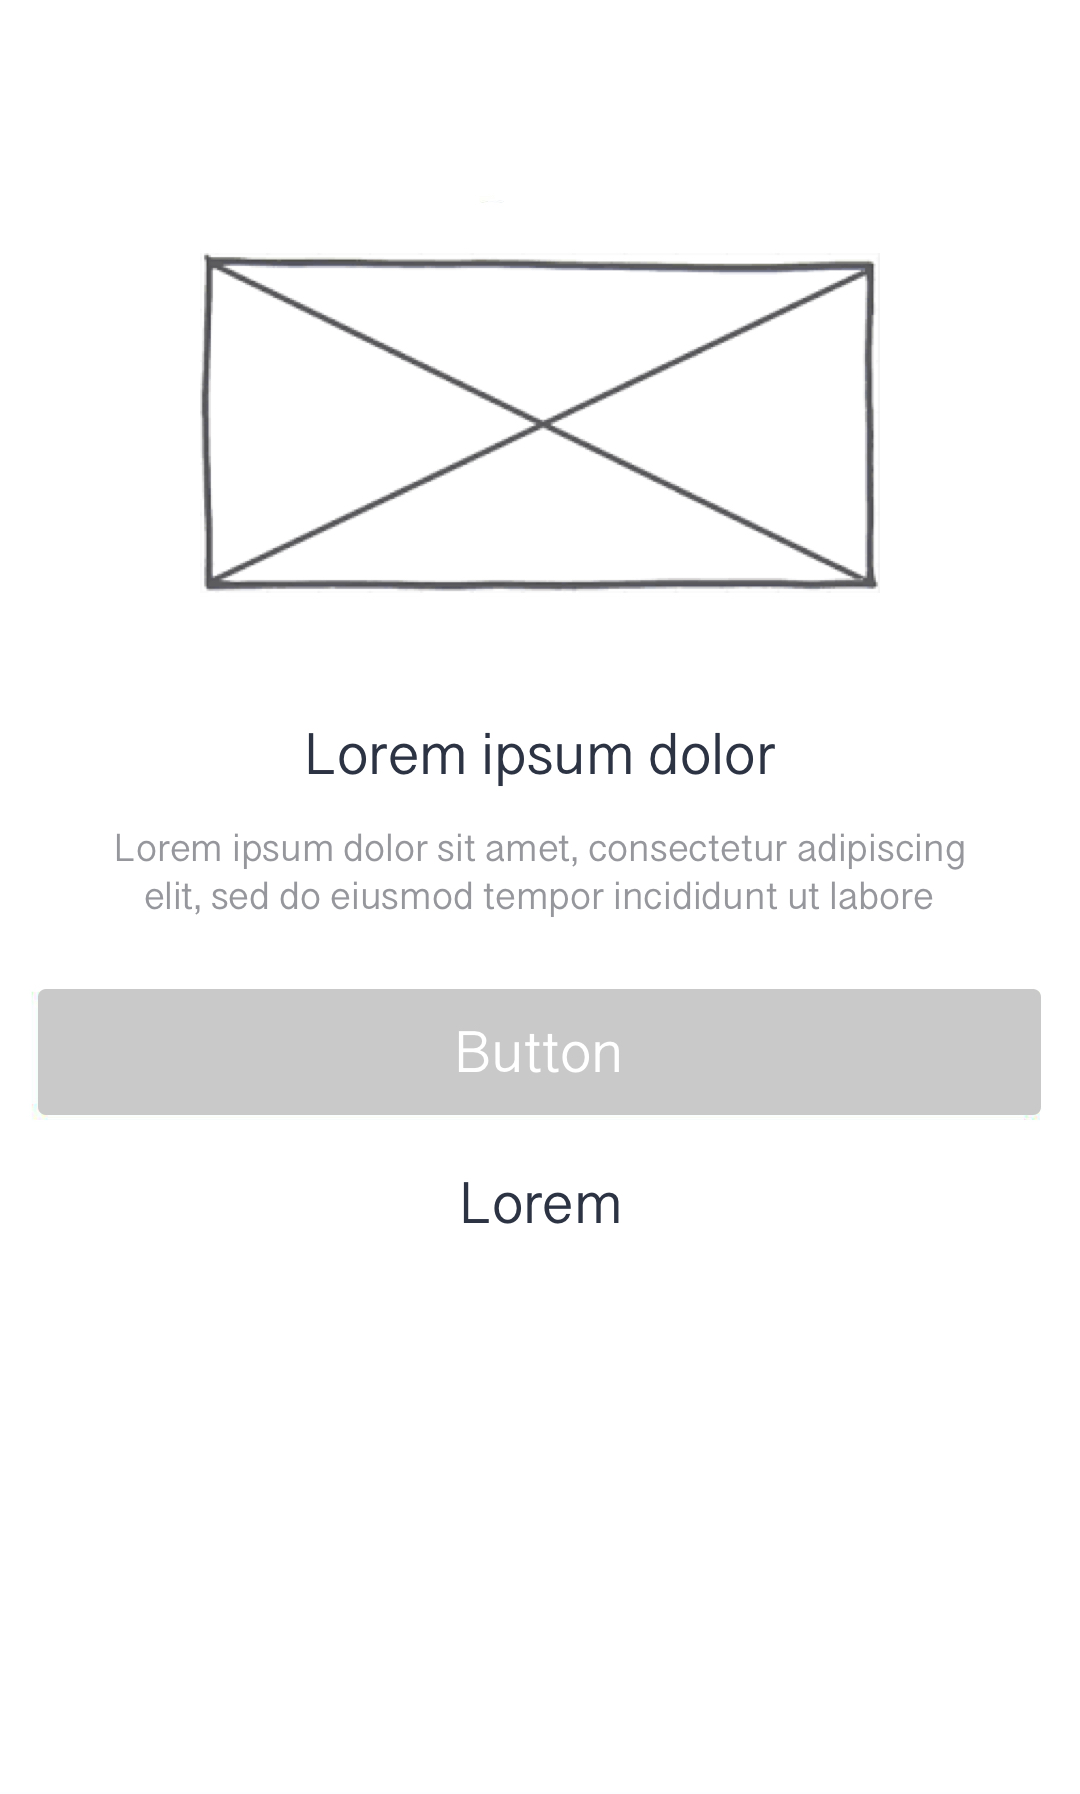 Lorem ipsum dolor
Lorem ipsum dolor sit amet, consectetur adipiscing
elit, sed do eiusmod tempor incididunt ut labore
Button
Lorem